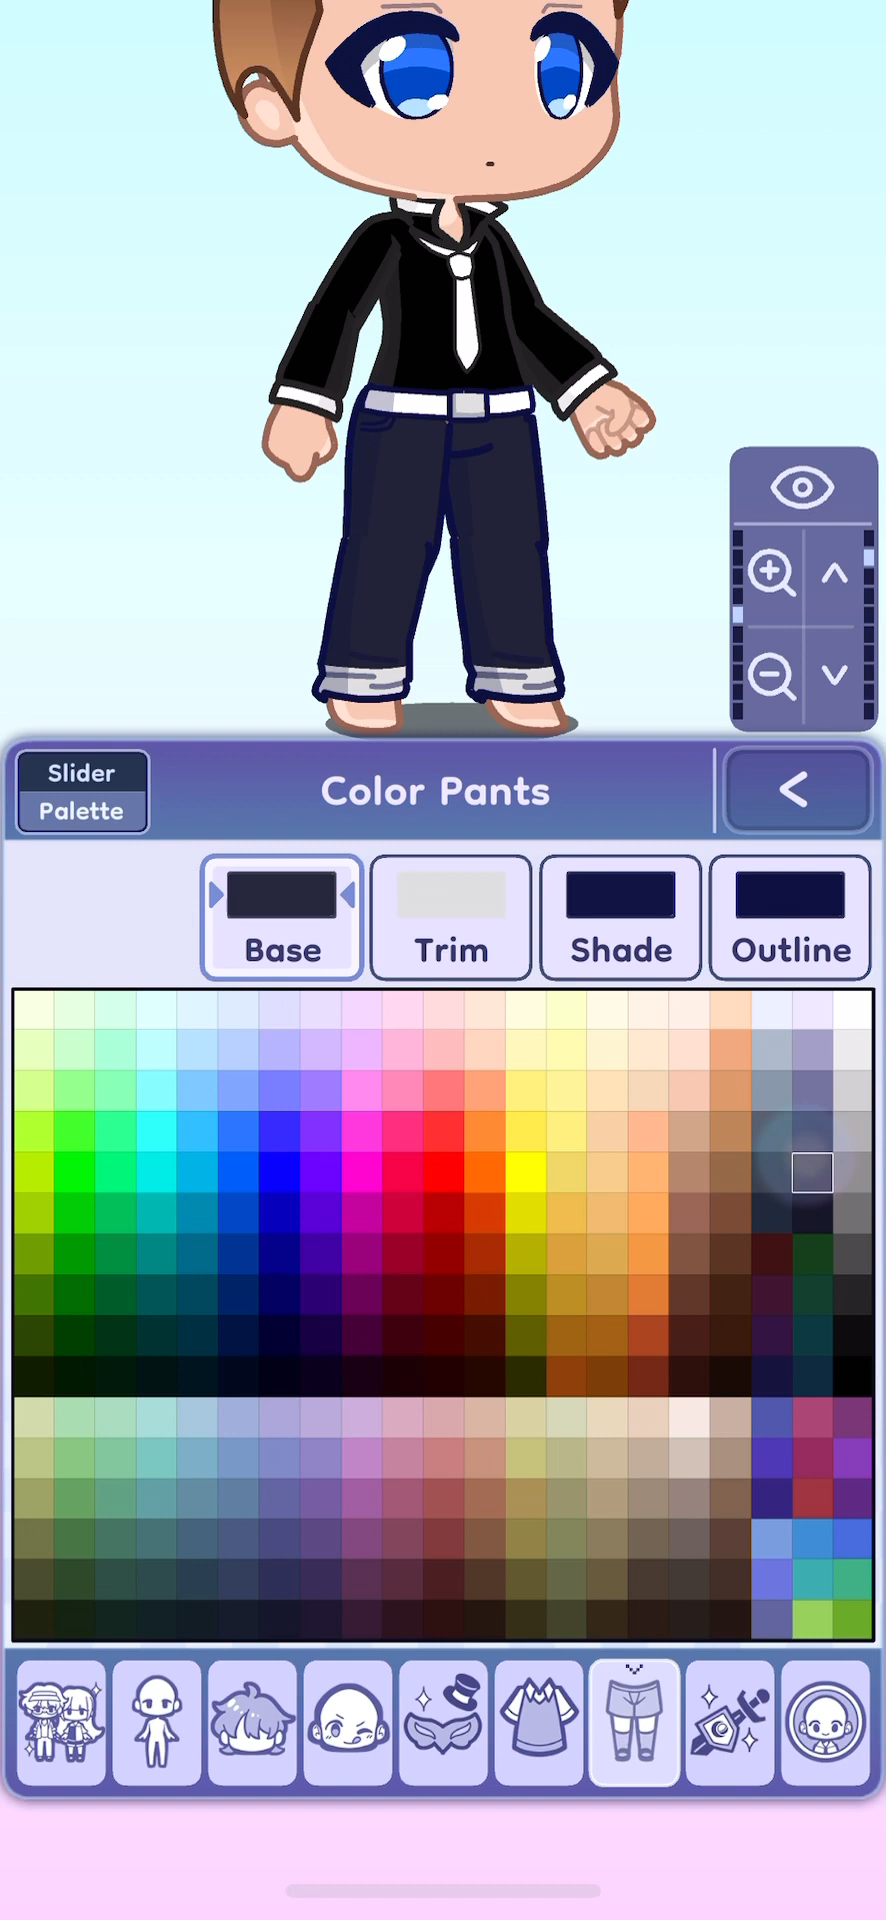 Slider
Palette
Color Pants
<
Base
Trim
Shade
Outline